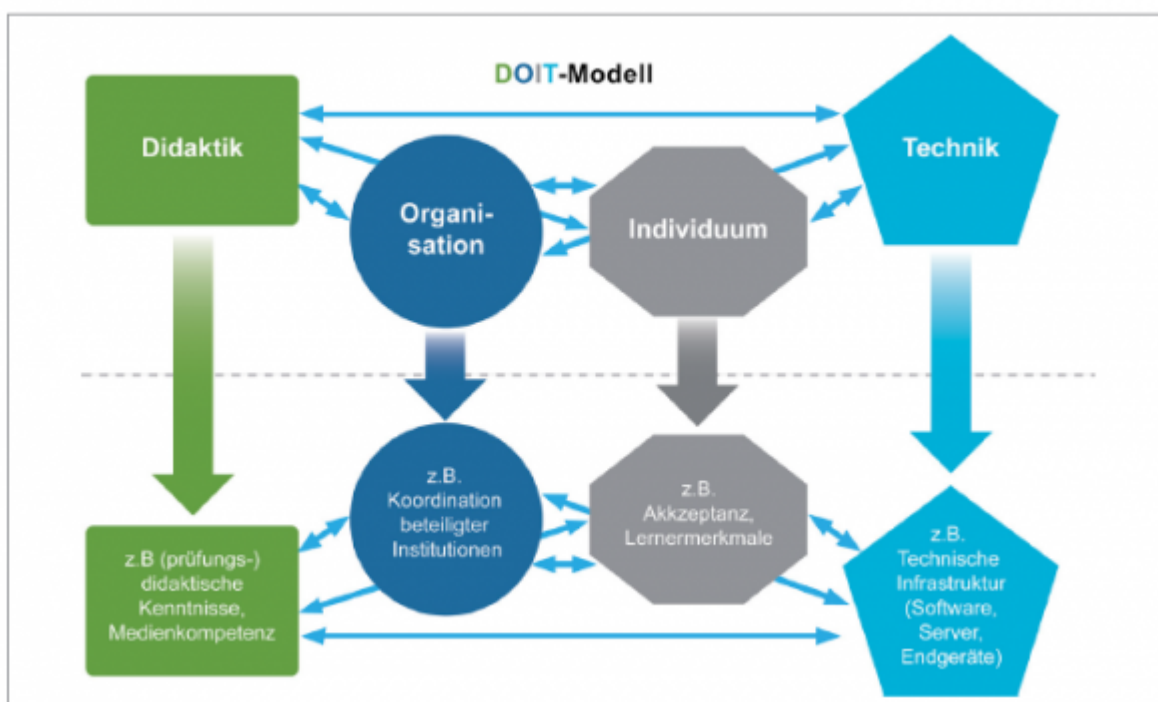 DOIT-Modell
Didaktik
Organi-
sation
Individuum
Technik
z.B (prüfungs-)
didaktische
Kenntnisse,
Medienkompetenz
z.B.
Koordination
beteiligter
Institutionen
z.B.
Akkzeptanz,
Lernermerkmale
z.B.
Technische
Infrastruktur
(Software,
Server,
Endgeräte)